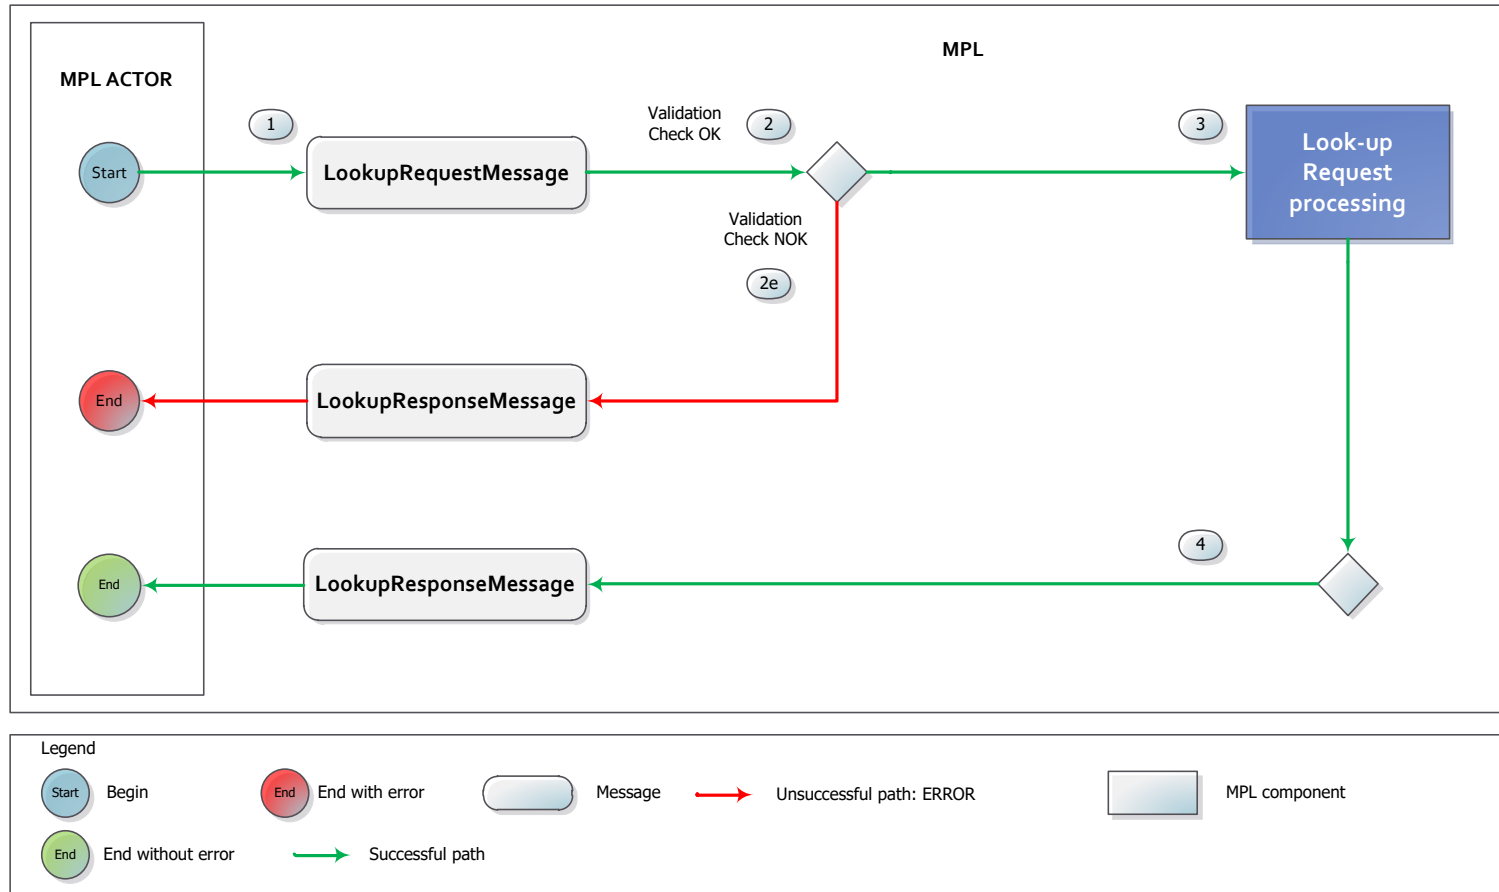 MPL
MPL ACTOR
1
Validation
Check OK
2
3
Start
LookupRequestMessage
Look-up
Request
processing
Validation
Check NOK
2e
End
LookupResponseMessage
4
End
LookupResponseMessage
Legend
Start
Begin
End
End with error
Message
Unsuccessful path: ERROR
MPL component
End
End without error
Successful path